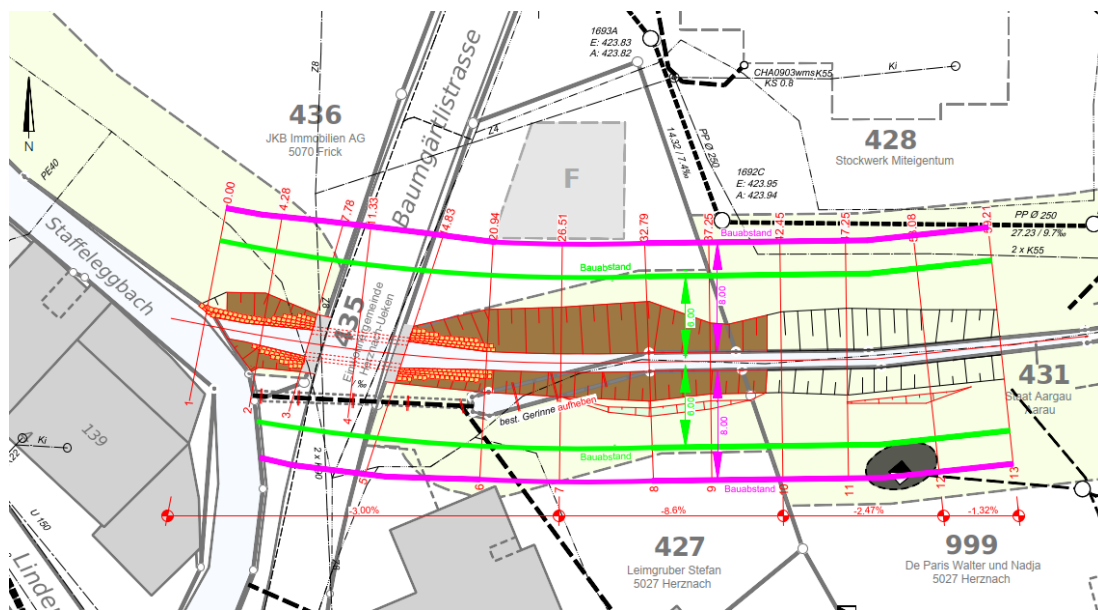 1693A
E: 423.83
A: 423.82
CHA0903wmsK55
KS 0.8
Ki
436
JKB Immobilien AG
5070 Frick
Baumgärtlistrasse
Z8
Z4
14.32 / 7.4‰
PP Ø 250
428
Stockwerk Miteigentum
N
PE40
F
1692C
E: 423.95
A: 423.94
0.00
4.28
7.78
11.33
20.94
26.51
32.79
37.25
42.45
PP Ø 250
27.23 / 9.7‰
2 x K55
Bauabstand
Bauabstand
Staffeleggbach
Z8
435
Einwohnergemeinde
Herznach-Ueken
6.00
8.00
431
Staat Aargau
Aarau
best. Gerinne aufheben
6.00
8.00
1
2
3
4
5
6
7
8
9
10
11
12
13
139
Ki
Bauabstand
Bauabstand
-3.00%
-8.6%
-2.47%
-1.32%
U 150
427
Leimgruber Stefan
5027 Herznach
999
De Paris Walter und Nadja
5027 Herznach
Z8